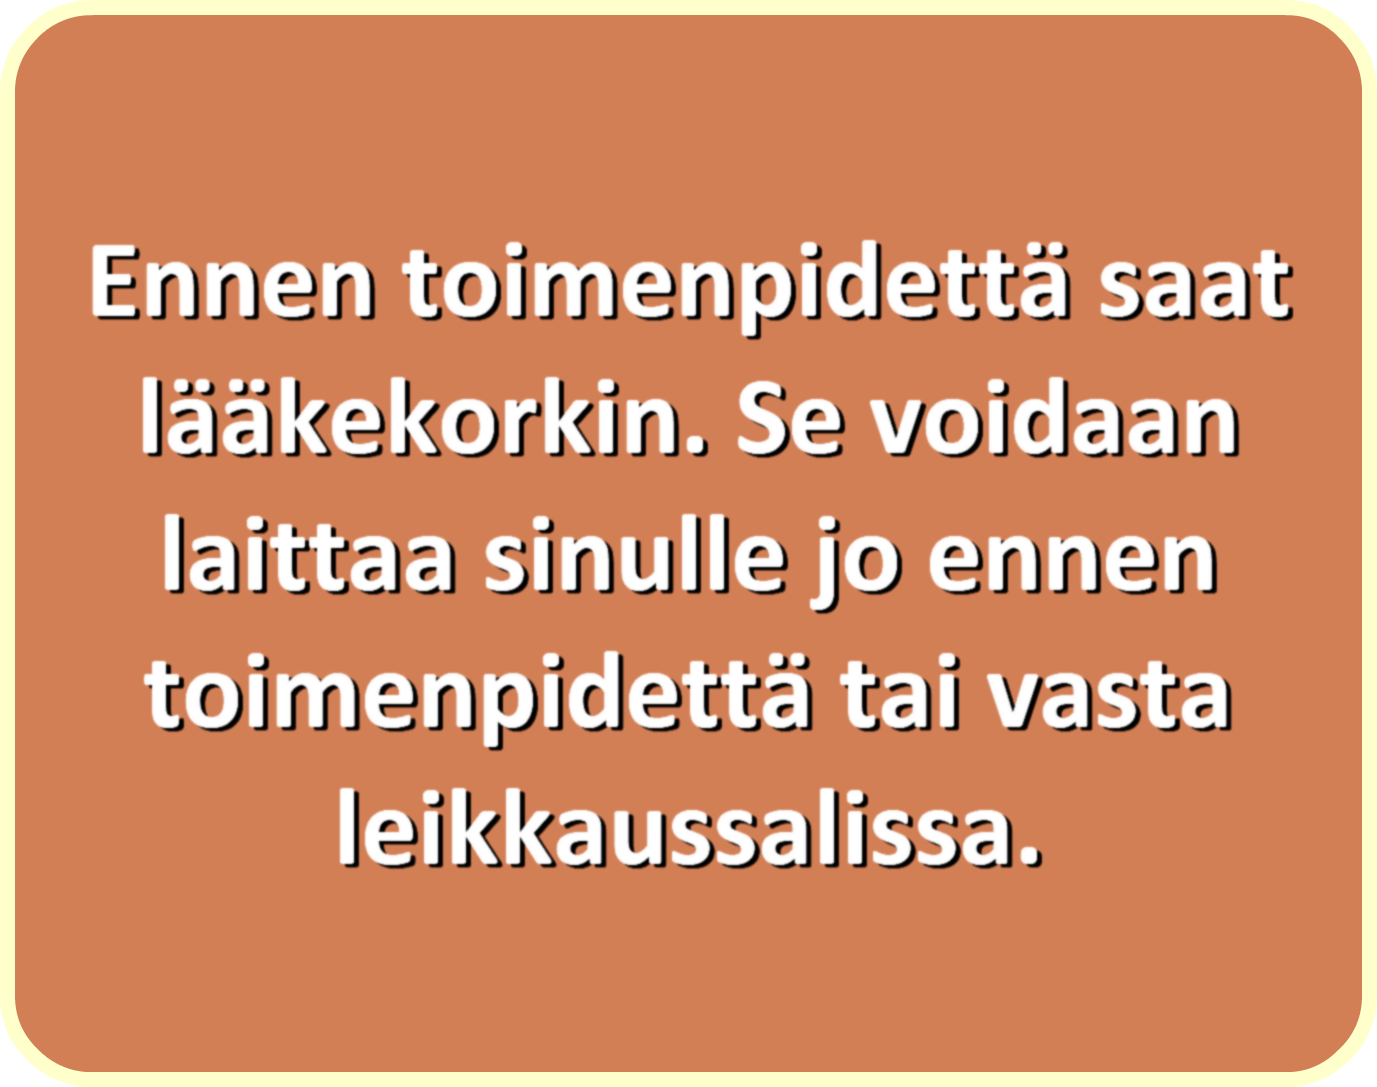 Ennen toimenpidettä saat
lääkekorkin. Se voidaan
laittaa sinulle jo ennen
toimenpidettä tai vasta
leikkaussalissa.